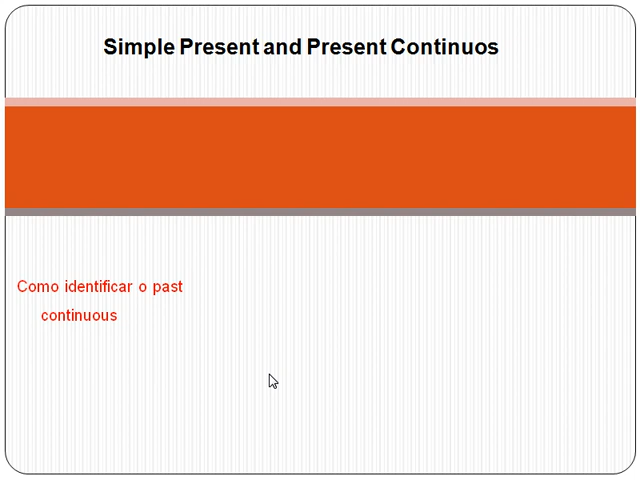 Simple Present and Present Continuos
Como identificar o past
continuous